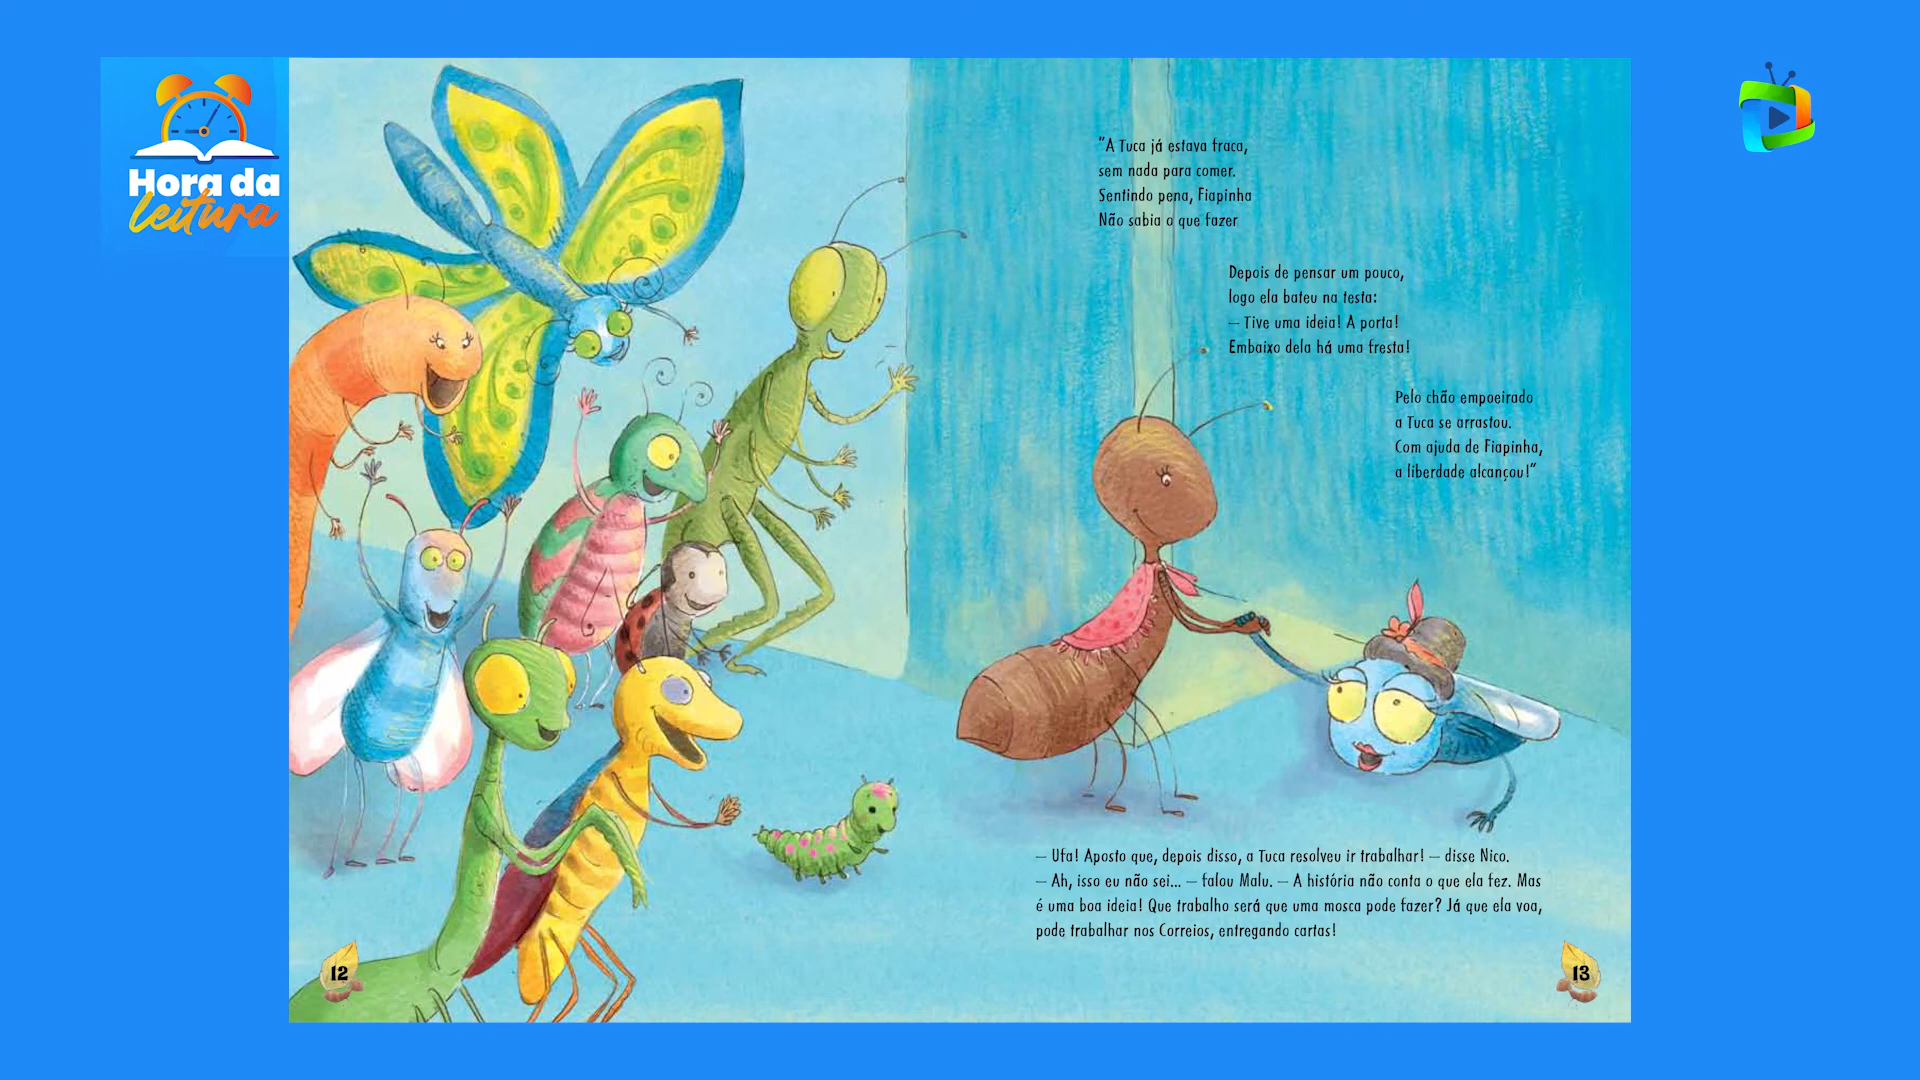 Hora da
leitura
"A Tuca já estava fraca,
sem nada para comer.
Sentindo pena, Fiapinha
Não sabia o que fazer
Depois de pensar um pouco,
logo ela bateu na testa:
– Tive uma ideia! A porta!
Embaixo dela há uma fresta!
Pelo chão empoeirado
a Tuca se arrastou.
Com ajuda de Fiapinha,
a liberdade alcançou!"
– Ufa! Aposto que, depois disso, a Tuca resolveu ir trabalhar! – disse Nico.
– Ah, isso eu não sei... – falou Malu. – A história não conta o que ela fez. Mas
é uma boa ideia! Que trabalho será que uma mosca pode fazer? Já que ela voa,
pode trabalhar nos Correios, entregando cartas!
12
13